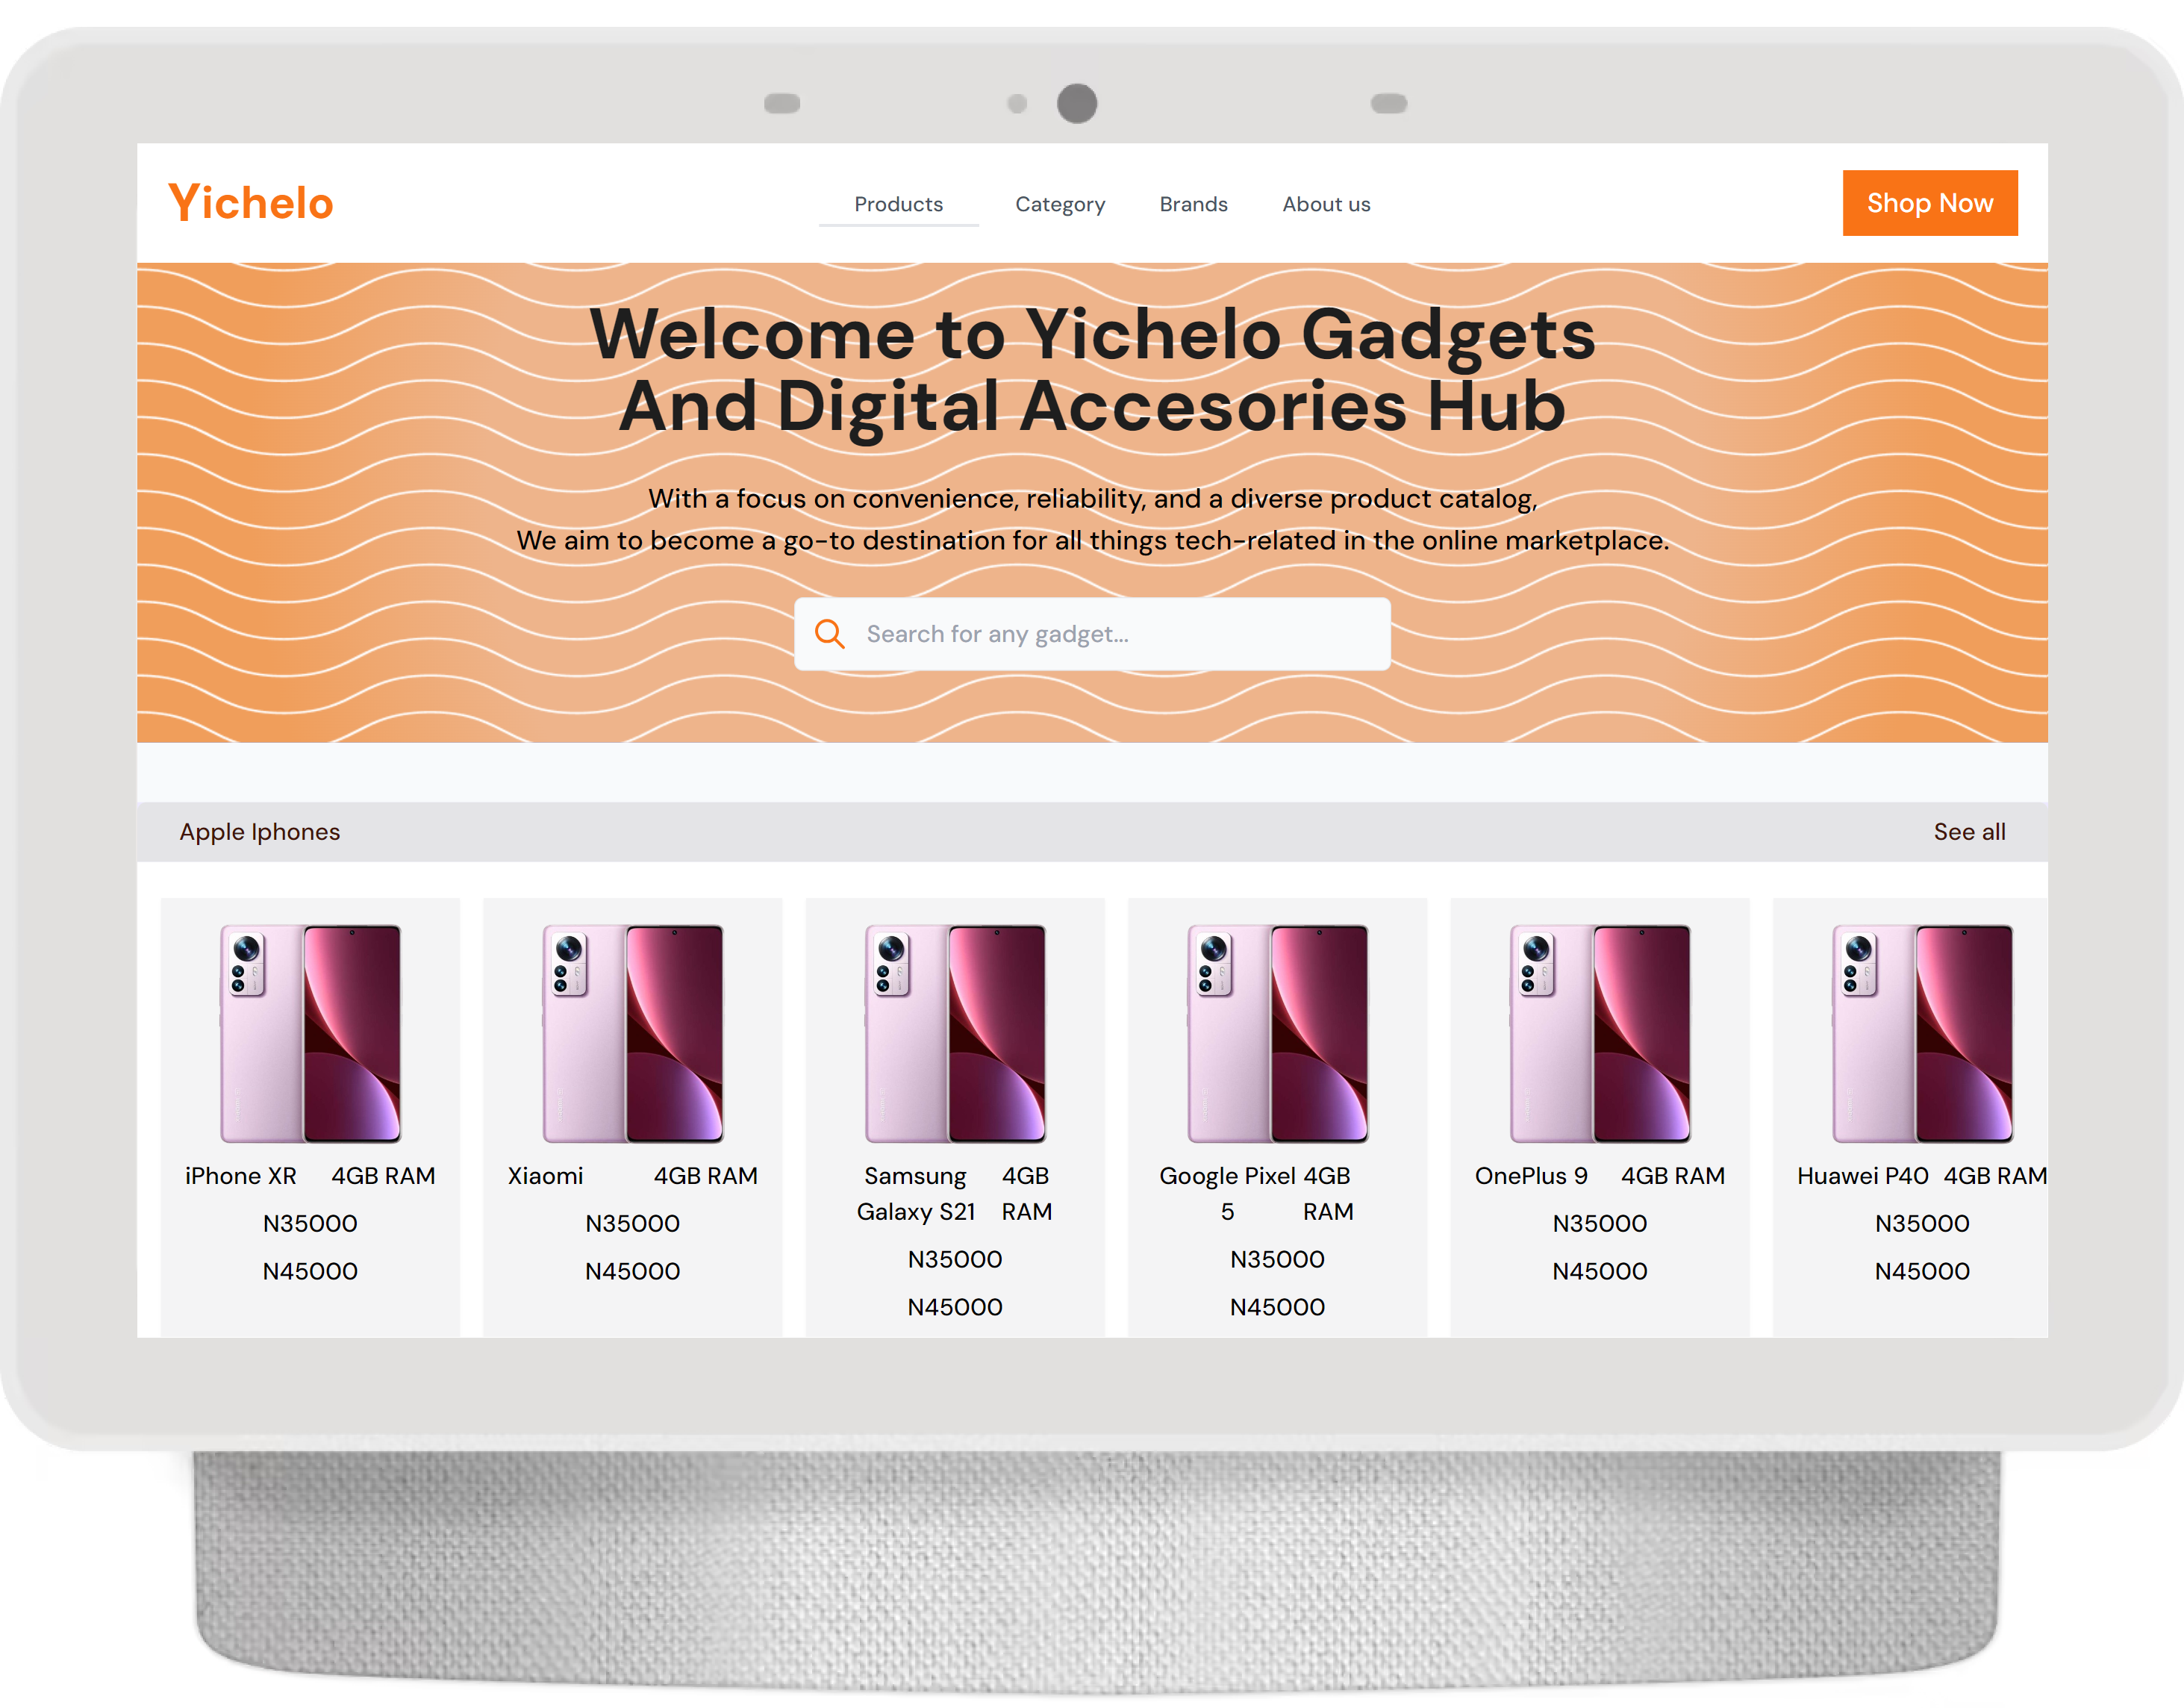 Yichelo
Products Category Brands About us
Shop Now
Welcome to Yichelo Gadgets
And Digital Accesories Hub
With a focus on convenience, reliability, and a diverse product catalog,
We aim to become a go-to destination for all things tech-related in the online marketplace.
Search for any gadget...
Apple Iphones
See all
iPhone XR 4GB RAM
N35000
N45000
Xiaomi 4GB RAM
N35000
N45000
Samsung 4GB
Galaxy S21 RAM
N35000
N45000
Google Pixel 4GB
5 RAM
N35000
N45000
OnePlus 9 4GB RAM
N35000
N45000
Huawei P40 4GB RAM
N35000
N45000